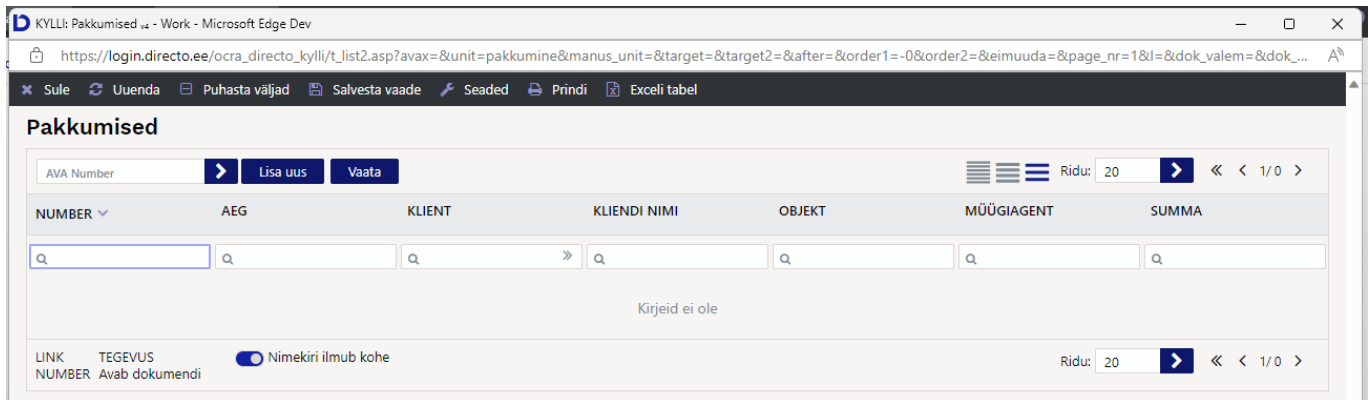 KYLLI: Pakkumised v4 - Work - Microsoft Edge Dev
https://login.directo.ee/ocra_directo_kylli/t_list2.asp?avax=&unit=pakkumine&manus_unit=&target=&target2=&after=&order1=-0&order2=&eimuuda=&page_nr=1&l=&dok_valem=&dok_...
Sule Uuenda Puhasta väljad Salvesta vaade Seaded Prindi Exceli tabel
Pakkumised
AVA Number Lisa uus Vaata Ridu: 20 1/ 0
NUMBER AEG KLIENT KLIENDI NIMI OBJEKT MÜÜGIAGENT SUMMA
Kirjeid ei ole
LINK TEGEVUS Nimekiri ilmub kohe Ridu: 20 1/ 0
NUMBER Avab dokumendi